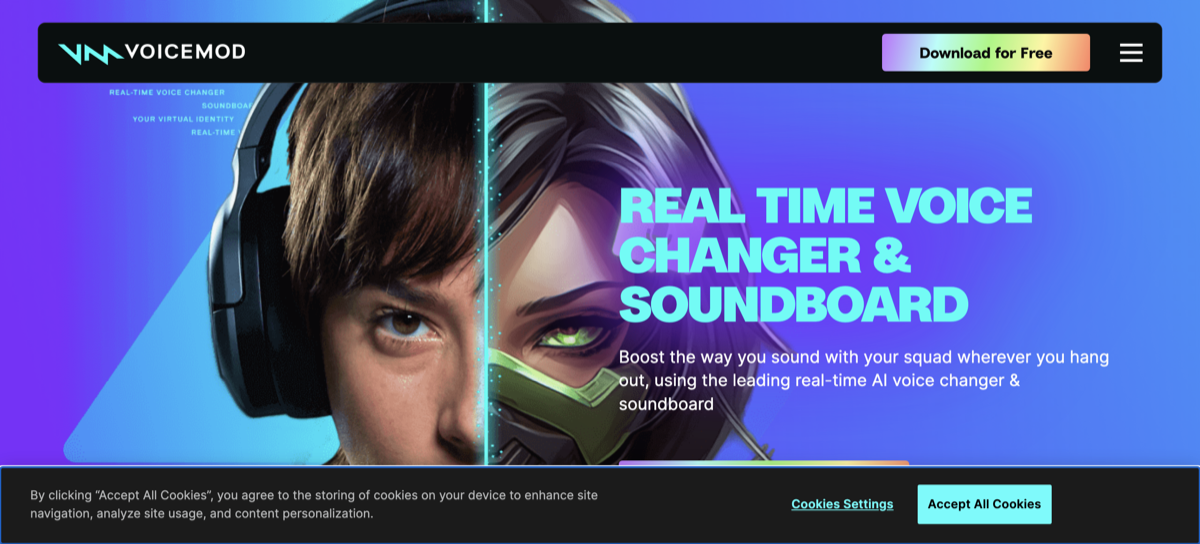 VOICEMOD
Download for Free
REAL-TIME VOICE CHANGER
YOUR VIRTUAL IDENTITY
REAL-TIME
REAL TIME VOICE
CHANGER &
SOUNDBOARD
Boost the way you sound with your squad wherever you hang
out, using the leading real-time AI voice changer &
soundboard
By clicking “Accept All Cookies”, you agree to the storing of cookies on your device to enhance site
navigation, analyze site usage, and content personalization.
Cookies Settings
Accept All Cookies